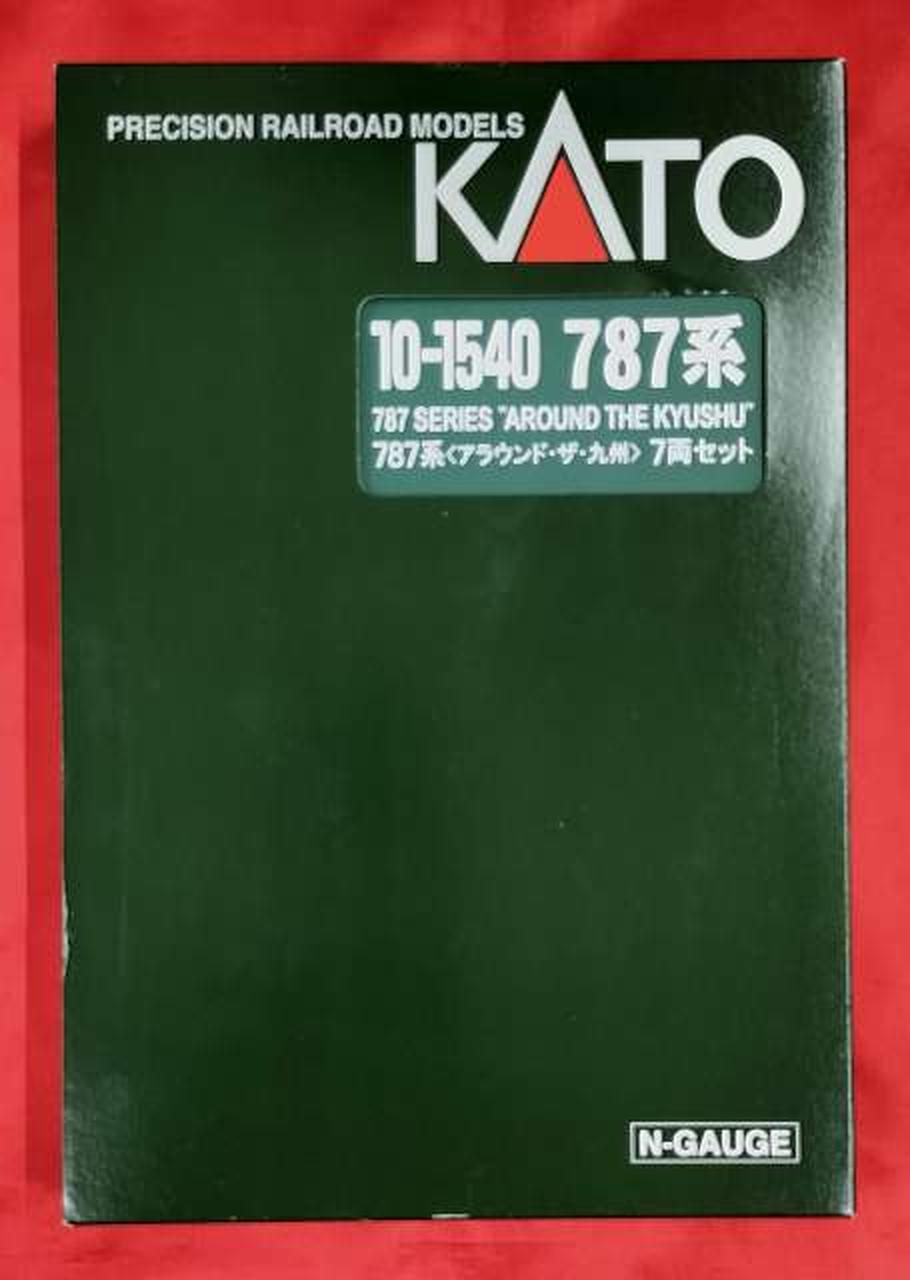 PRECISION RAILROAD MODELS
KATO
10-1540 787系
787 SERIES "AROUND THE KYUSHU"
787系〈アラウンド・ザ・九州〉 7両セット
N-GAUGE